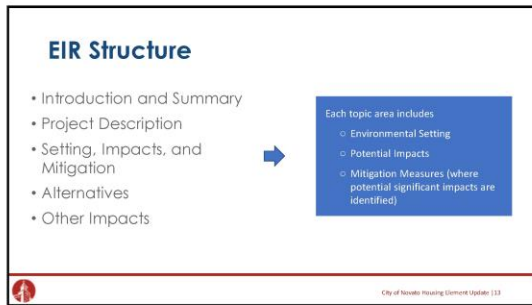 EIR Structure
• Introduction and Summary
• Project Description
• Setting, Impacts, and
Mitigation
• Alternatives
• Other Impacts
Each topic area includes
○ Environmental Setting
○ Potential Impacts
○ Mitigation Measures (where
potential significant impacts are
identified)
City of Novato Housing Element Update |13